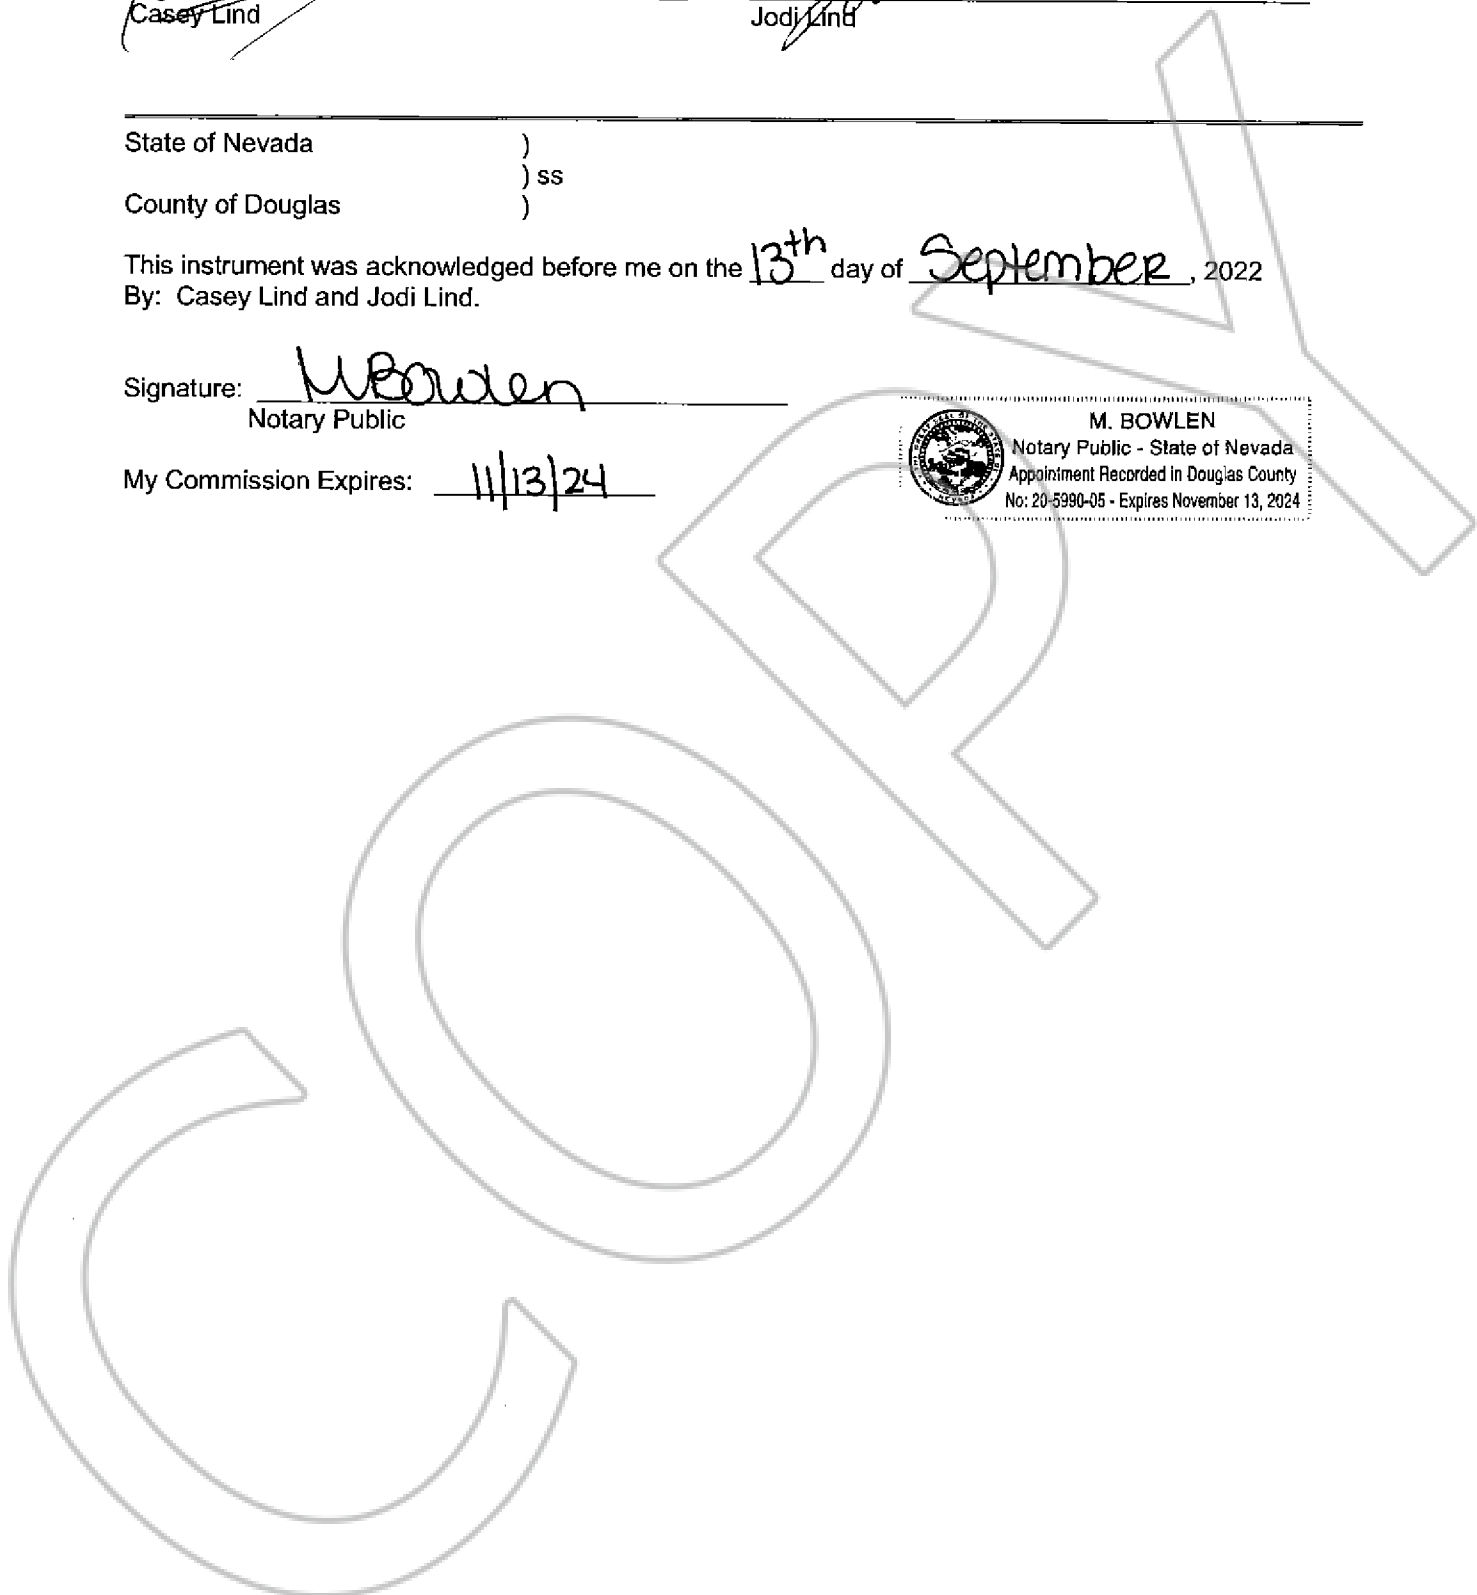 Casey Lind Jodi Lind
State of Nevada )
) ss
County of Douglas )
This instrument was acknowledged before me on the 13th day of September, 2022
By: Casey Lind and Jodi Lind.
Signature: MBowlen
Notary Public
My Commission Expires: 11/13/24
M. BOWLEN
Notary Public - State of Nevada
Appointment Recorded in Douglas County
No: 20-5990-05 - Expires November 13, 2024
COPY